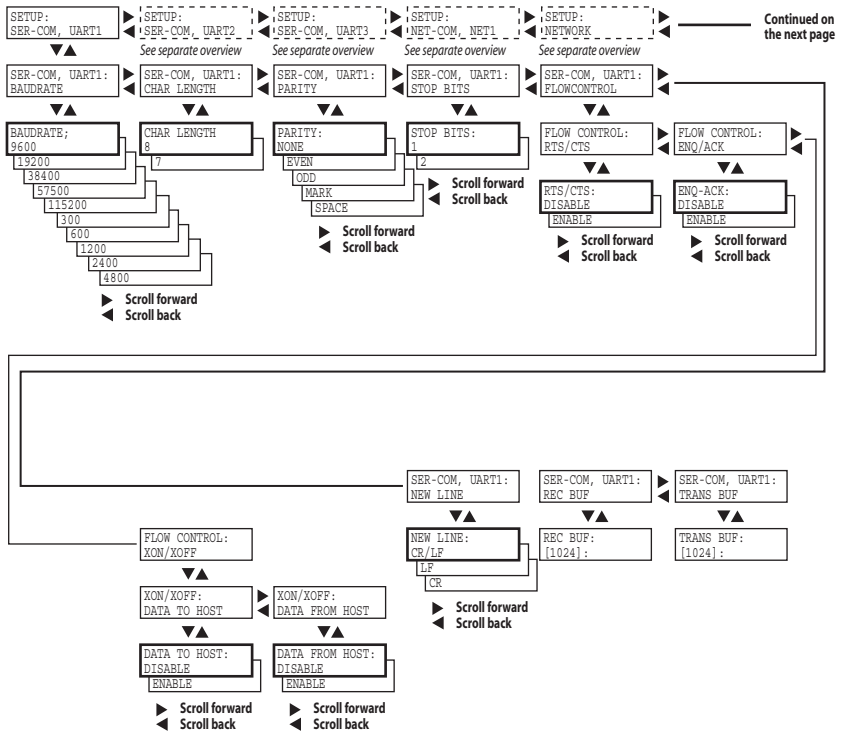 SETUP:
SER-COM, UART1
SETUP:
SER-COM, UART2
SETUP:
SER-COM, UART3
SETUP:
NET-COM, NET1
SETUP:
NETWORK
Continued on
the next page
See separate overview
See separate overview
See separate overview
See separate overview
SER-COM, UART1:
BAUDRATE
SER-COM, UART1:
CHAR LENGTH
SER-COM, UART1:
PARITY
SER-COM, UART1:
STOP BITS
SER-COM, UART1:
FLOWCONTROL
BAUDRATE;
9600
19200
38400
57500
115200
300
600
1200
2400
4800
Scroll forward
Scroll back
CHAR LENGTH
8
7
PARITY:
NONE
EVEN
ODD
MARK
SPACE
Scroll forward
Scroll back
STOP BITS:
1
2
Scroll forward
Scroll back
FLOW CONTROL:
RTS/CTS
FLOW CONTROL:
ENQ/ACK
RTS/CTS:
DISABLE
ENABLE
Scroll forward
Scroll back
ENQ-ACK:
DISABLE
ENABLE
Scroll forward
Scroll back
SER-COM, UART1:
NEW LINE
SER-COM, UART1:
REC BUF
SER-COM, UART1:
TRANS BUF
NEW LINE:
CR/LF
LF
CR
Scroll forward
Scroll back
REC BUF:
[1024]:
TRANS BUF:
[1024]:
FLOW CONTROL:
XON/XOFF
XON/XOFF:
DATA TO HOST
XON/XOFF:
DATA FROM HOST
DATA TO HOST:
DISABLE
ENABLE
Scroll forward
Scroll back
DATA FROM HOST:
DISABLE
ENABLE
Scroll forward
Scroll back